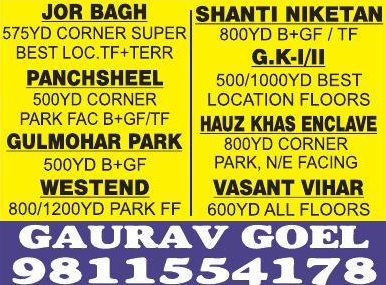 JOR BAGH
575YD CORNER SUPER
BEST LOC.TF+TERR
PANCHSHEEL
500YD CORNER
PARK FAC B+GF/TF
GULMOHAR PARK
500YD B+GF
WESTEND
800/1200YD PARK FF
SHANTI NIKETAN
800YD B+GF / TF
G.K-I/II
500/1000YD BEST
LOCATION FLOORS
HAUZ KHAS ENCLAVE
800YD CORNER
PARK, N/E FACING
VASANT VIHAR
600YD ALL FLOORS
GAURAV GOEL
9811554178